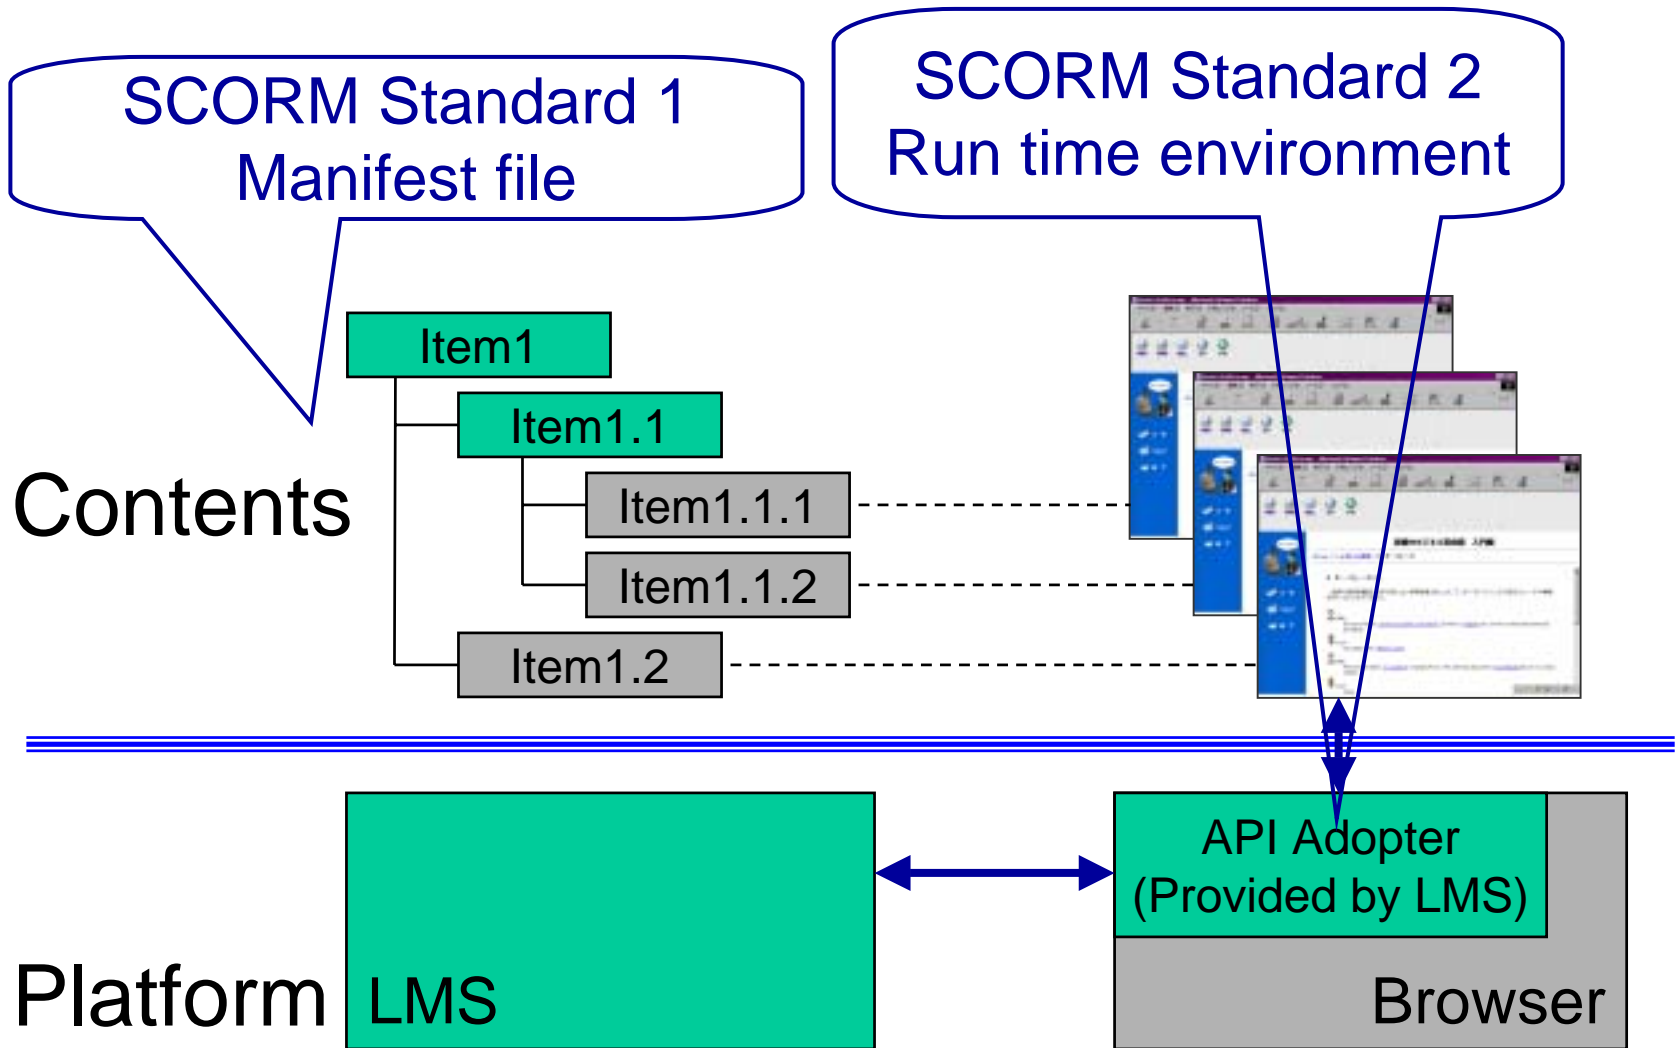 SCORM Standard 1
Manifest file
SCORM Standard 2
Run time environment
Item1
Item1.1
Item1.1.1
Item1.1.2
Item1.2
Contents
API Adopter
(Provided by LMS)
Platform
LMS
Browser